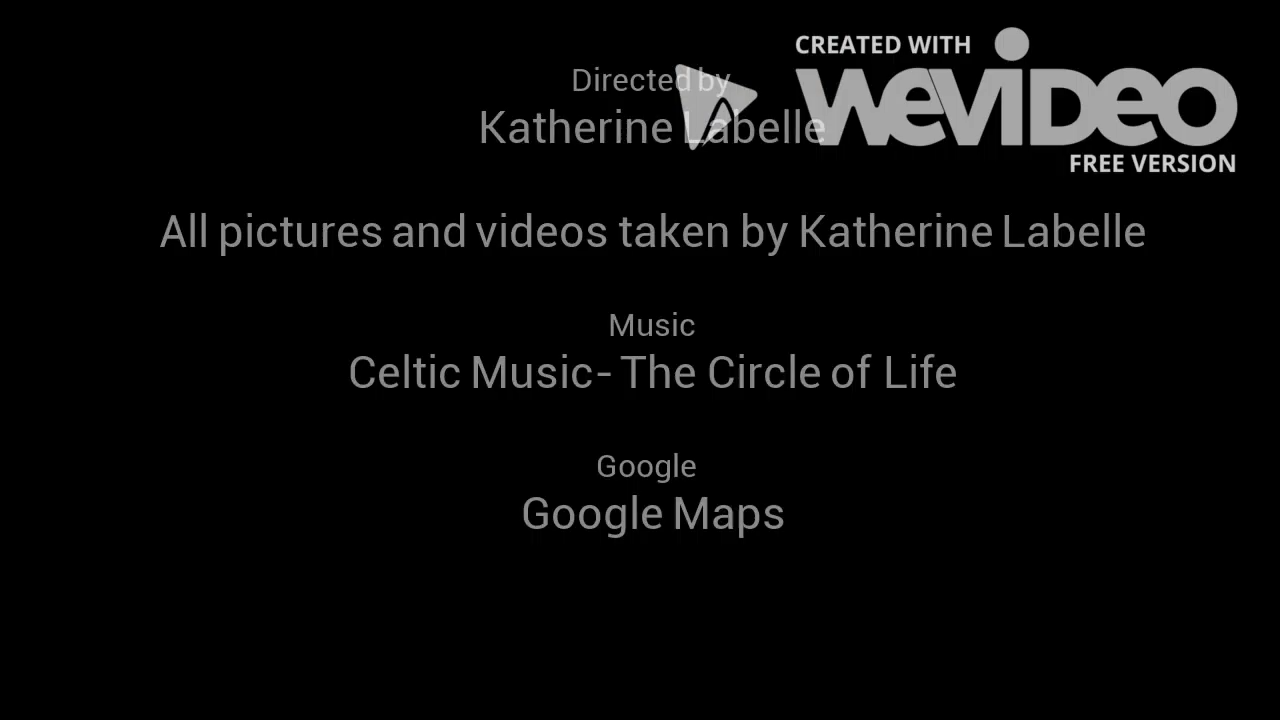 CREATED WITH
WEVIDEO
FREE VERSION
Directed by
Katherine Labelle
All pictures and videos taken by Katherine Labelle
Music
Celtic Music- The Circle of Life
Google
Google Maps